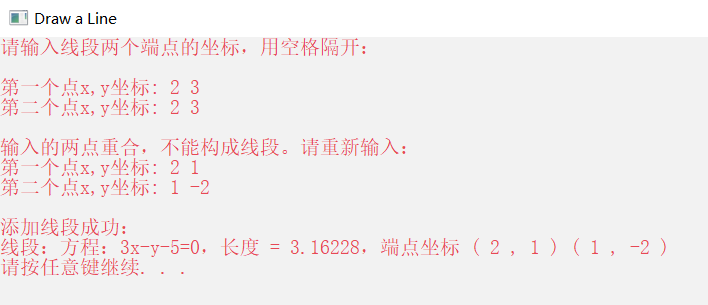 Draw a Line
请输入线段两个端点的坐标，用空格隔开：
第一个点x,y坐标: 2 3
第二个点x,y坐标: 2 3
输入的两点重合，不能构成线段。请重新输入：
第一个点x,y坐标: 2 1
第二个点x,y坐标: 1 -2
添加线段成功：
线段：方程：3x-y-5=0，长度 = 3.16228，端点坐标 ( 2 , 1 ) ( 1 , -2 )
请按任意键继续. . .